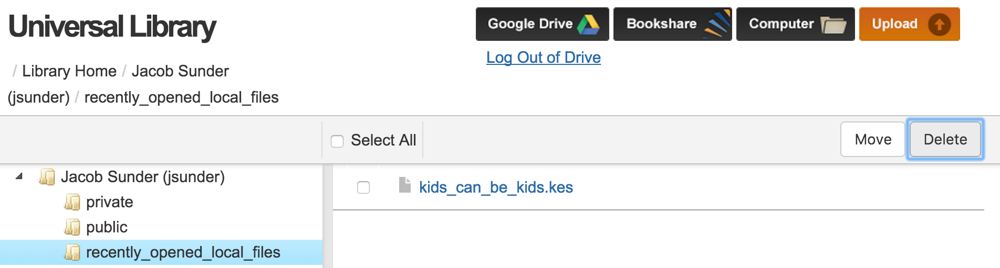 Universal Library
Google Drive
Bookshare
Computer
Upload
Log Out of Drive
/ Library Home / Jacob Sunder
(jsunder) / recently_opened_local_files
Select All
Move
Delete
Jacob Sunder (jsunder)
private
public
recently_opened_local_files
kids_can_be_kids.kes